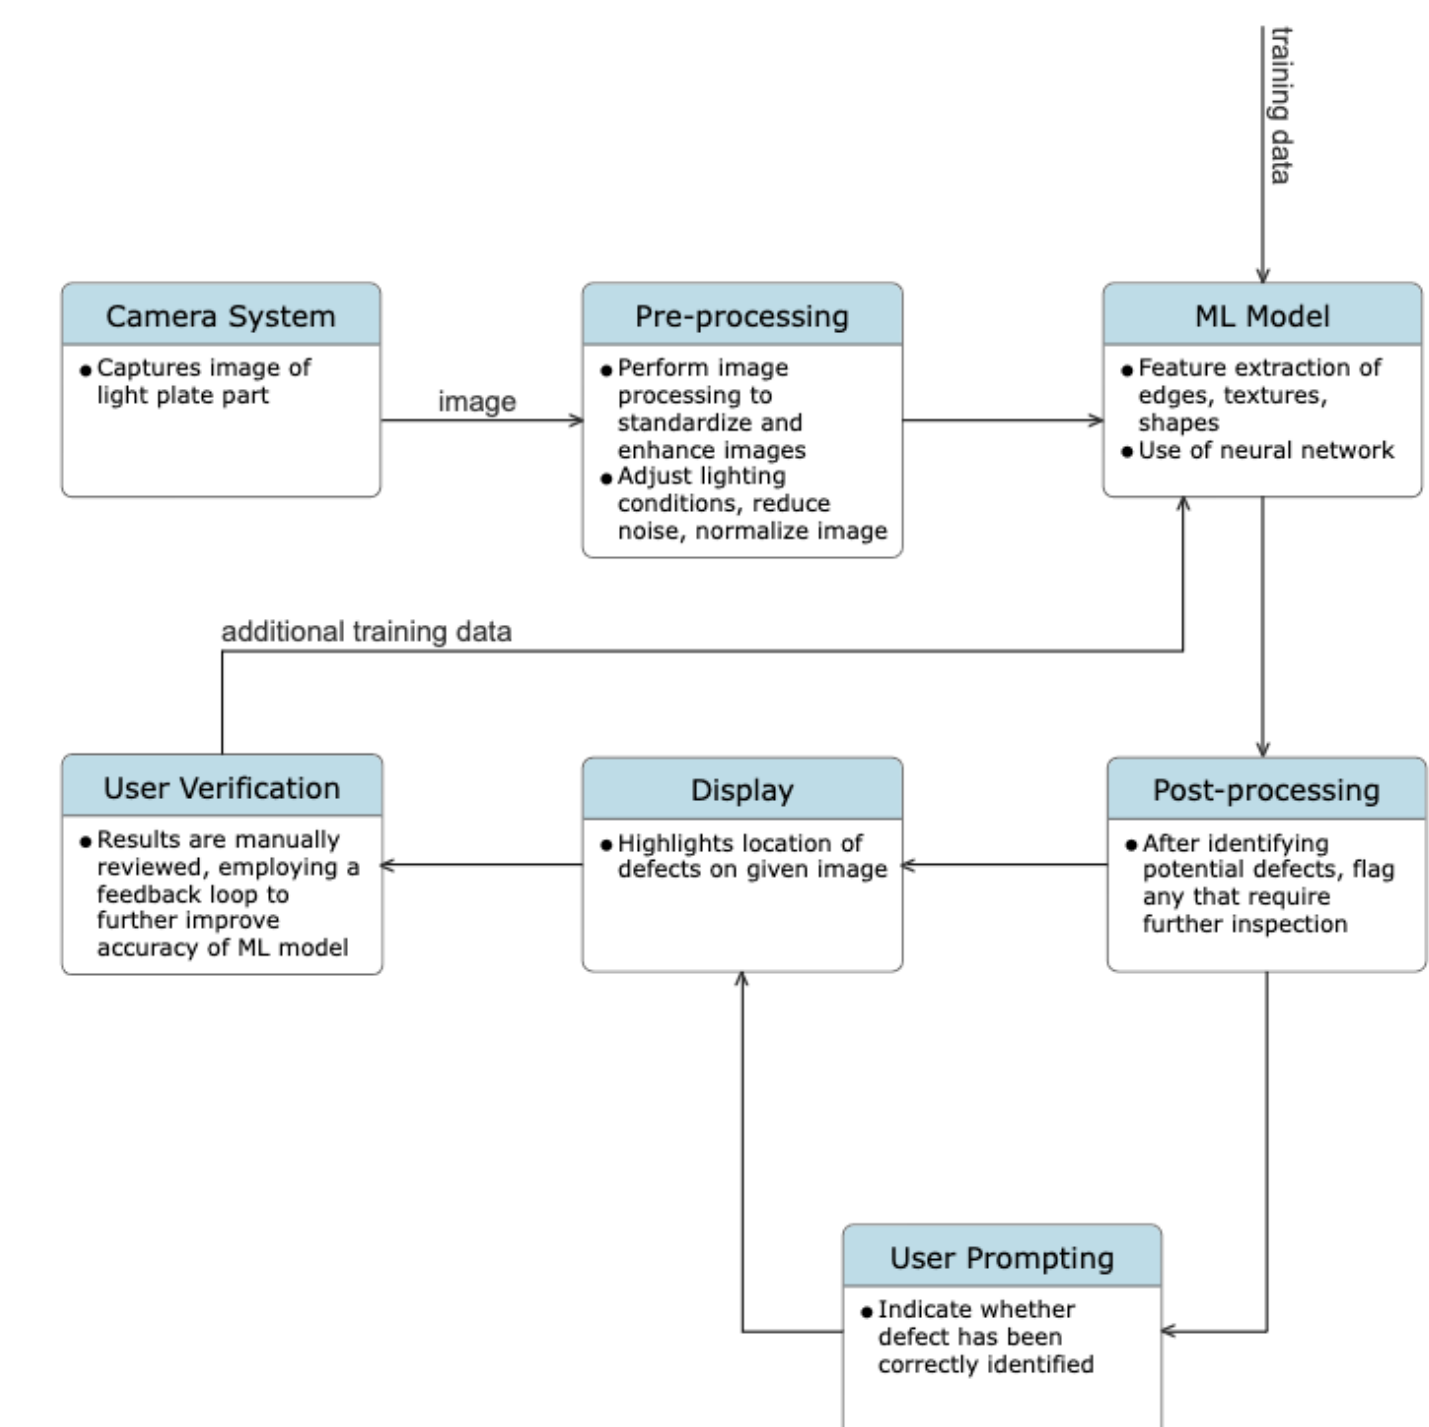 training data
Camera System
● Captures image of
light plate part
image
Pre-processing
● Perform image
processing to
standardize and
enhance images
● Adjust lighting
conditions, reduce
noise, normalize image
ML Model
● Feature extraction of
edges, textures,
shapes
● Use of neural network
additional training data
User Verification
● Results are manually
reviewed, employing a
feedback loop to
further improve
accuracy of ML model
Display
● Highlights location of
defects on given image
Post-processing
● After identifying
potential defects, flag
any that require
further inspection
User Prompting
● Indicate whether
defect has been
correctly identified